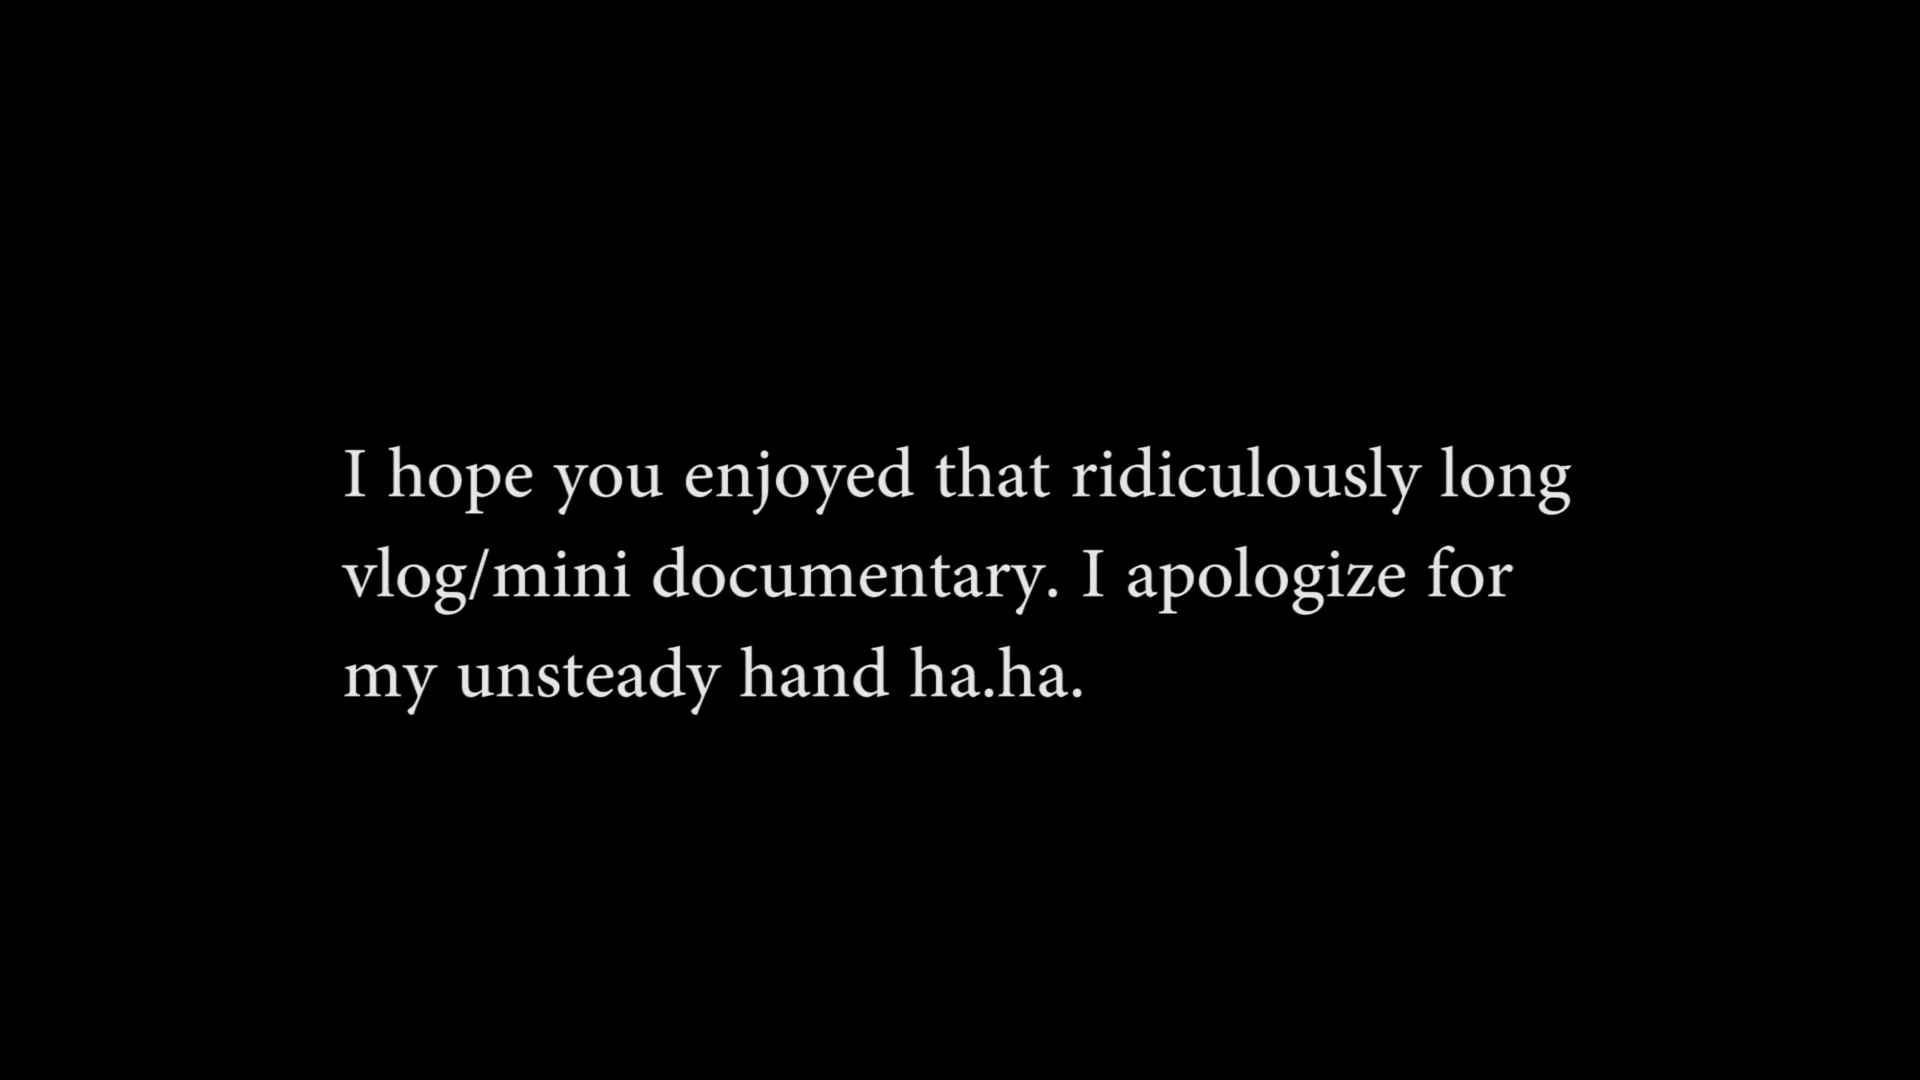 I hope you enjoyed that ridiculously long
vlog/mini documentary. I apologize for
my unsteady hand ha.ha.